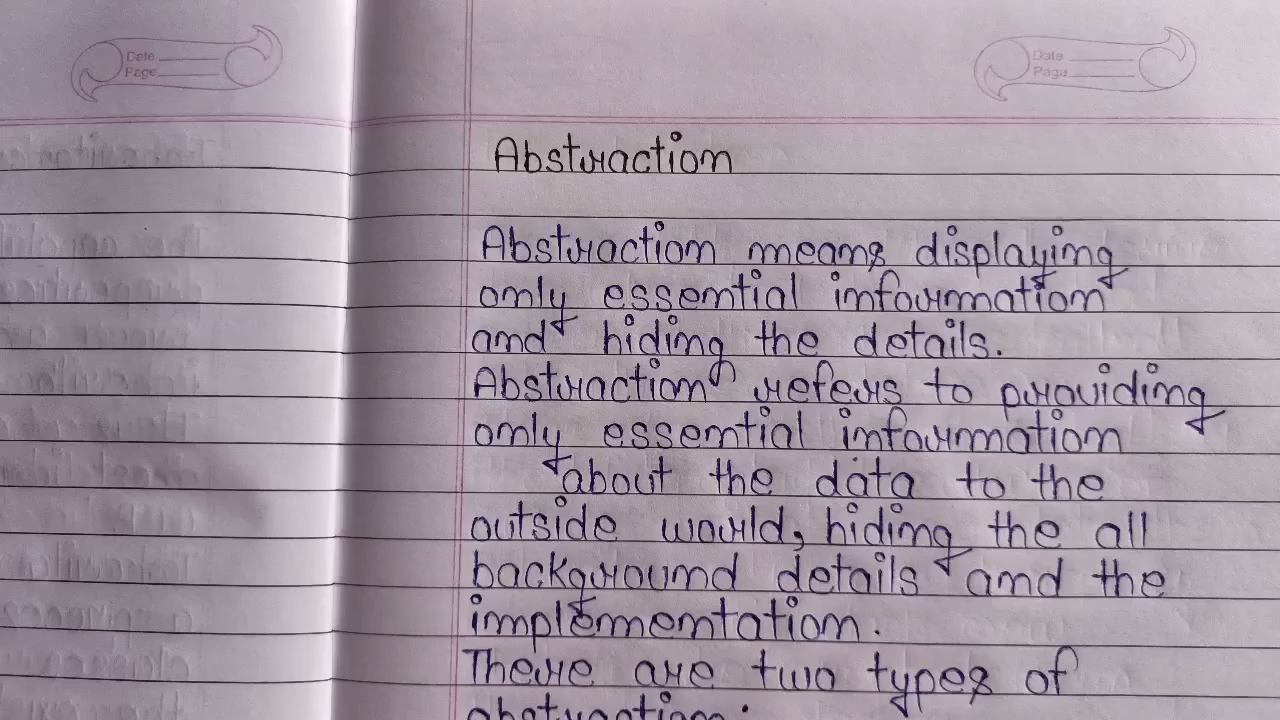 Date
Page
Date
Page
Abstraction
Abstraction means displaying
only essential information
and hiding the details.
Abstraction refers to providing
only essential information
about the data to the
outside world, hiding the all
background details and the
implementation.
There are two types of
abstraction: